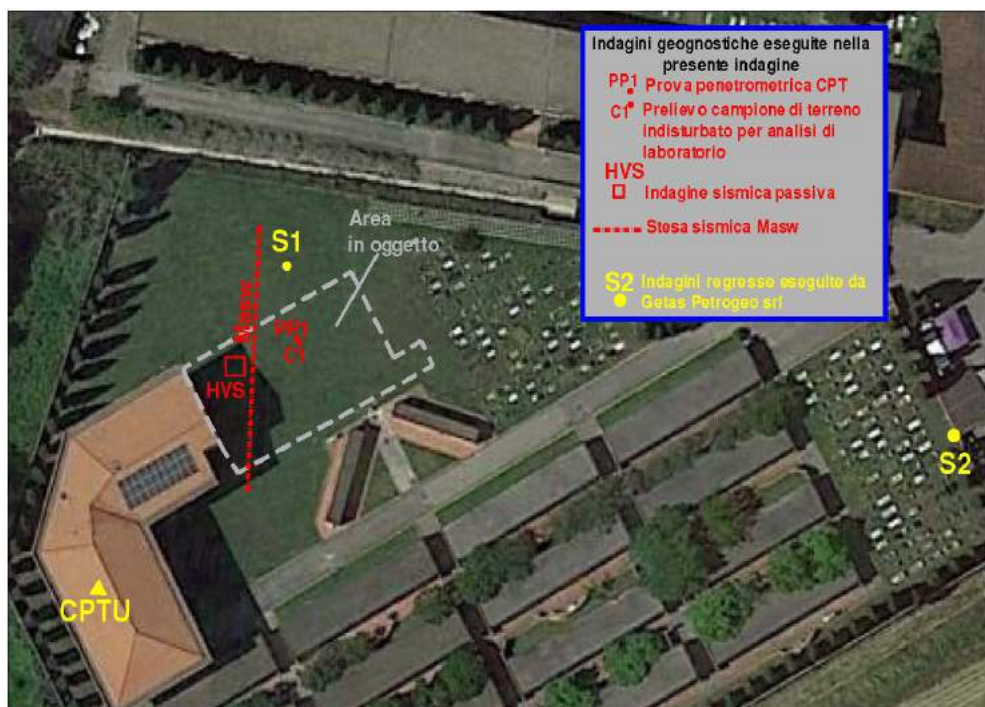 Indagini geognostiche eseguite nella
presente indagine
PP1 Prova penetrometrica CPT
C1 Prelievo campione di terreno
indisturbato per analisi di
laboratorio
HVS
Indagine sismica passiva
Stesa sismica Masw
S2 Indagini regresso eseguito da
Getas Petrogeo srl
Area
in oggetto
S1
Masw
PP1
C1
HVS
S2
CPTU